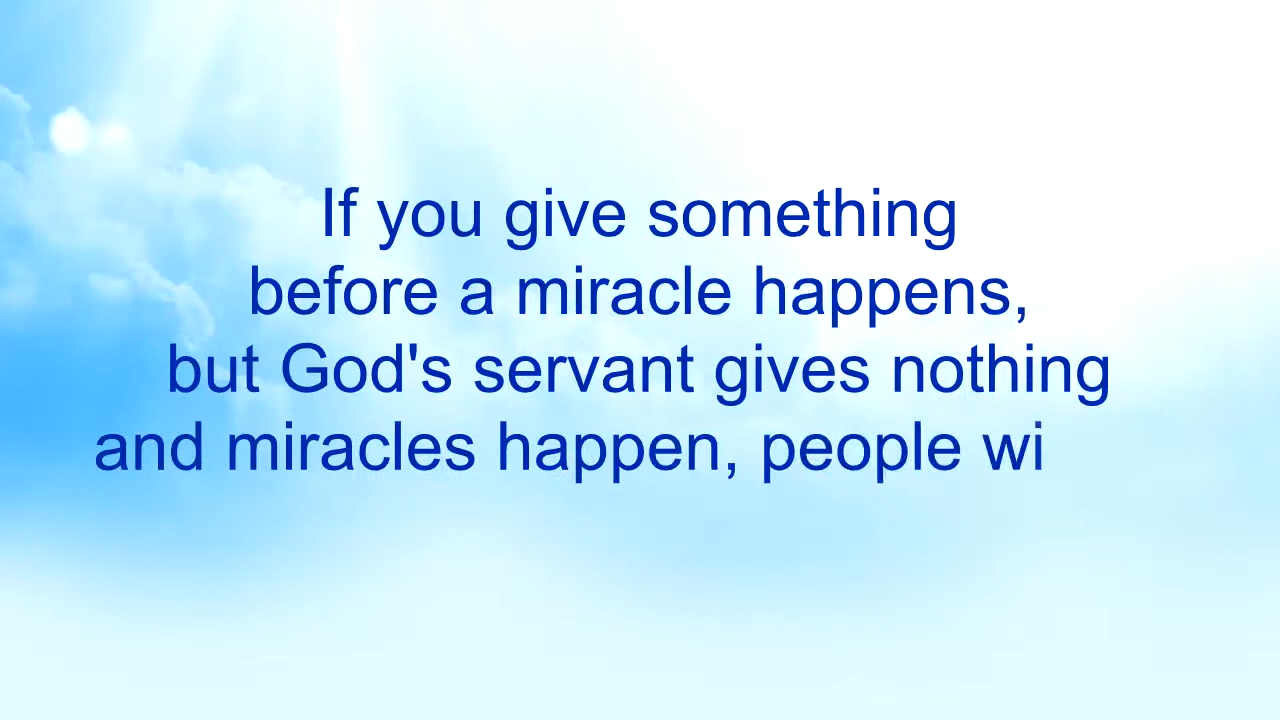 If you give something
before a miracle happens,
but God's servant gives nothing
and miracles happen, people wi